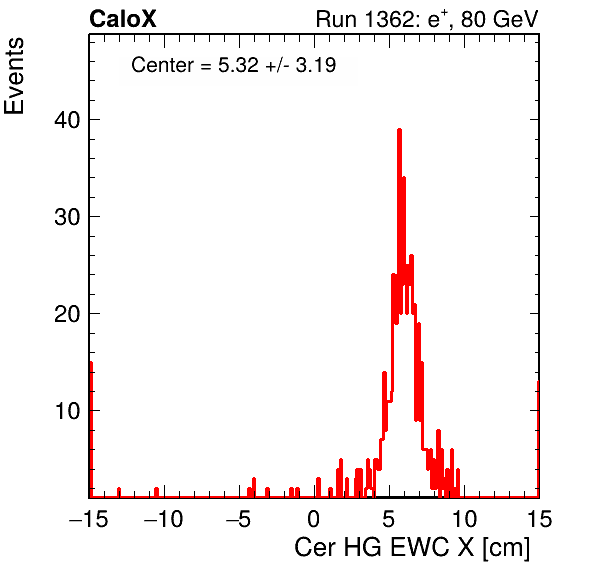 CaloX Run 1362: e⁺, 80 GeV
Events
Center = 5.32 +/- 3.19
40
30
20
10
−15 −10 −5 0 5 10 15
Cer HG EWC X [cm]